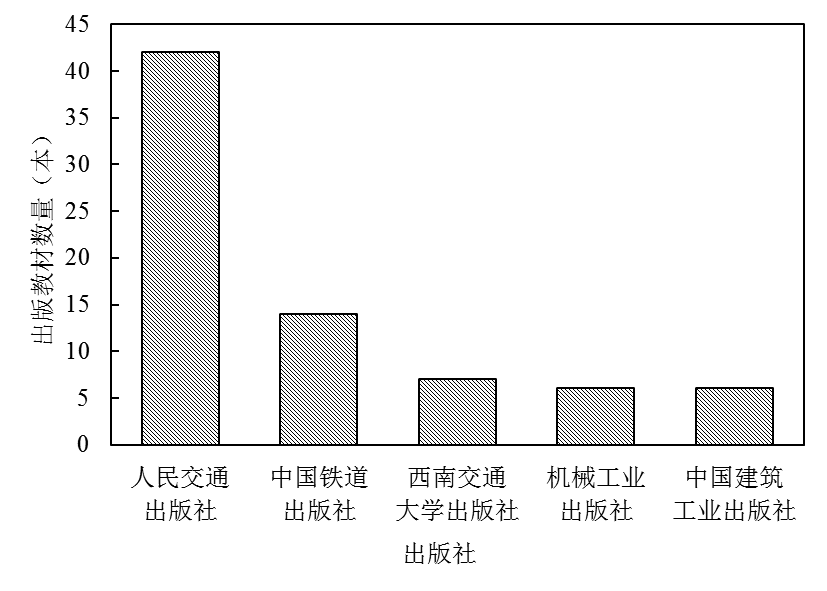 45
40
35
30
25
20
15
10
5
0
出版教材数量（本）
人民交通
出版社
中国铁道
出版社
西南交通
大学出版社
机械工业
出版社
中国建筑
工业出版社
出版社